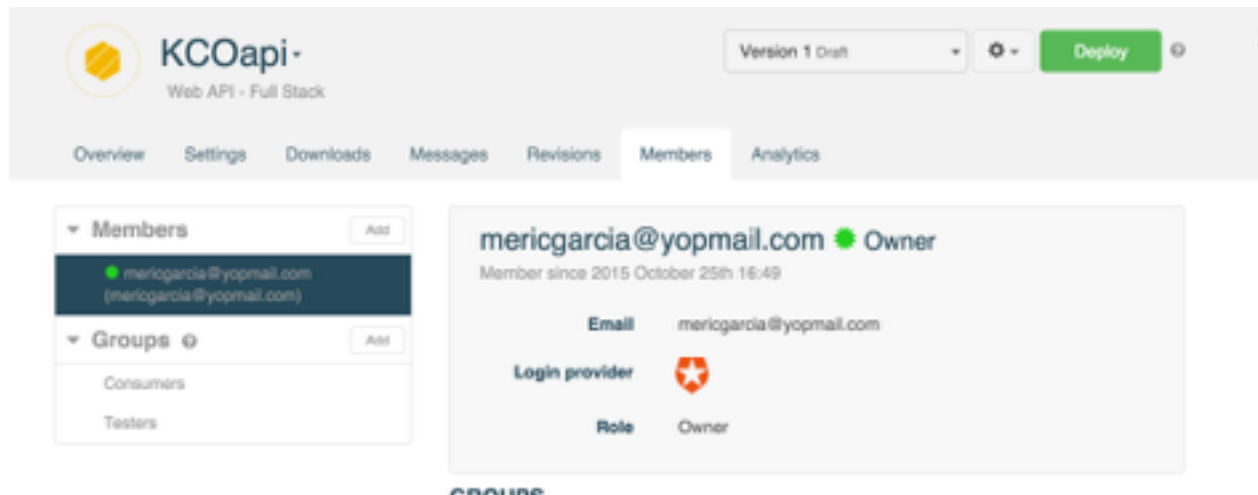 KCOapi
Version 1 Draft
Deploy
Web API - Full Stack
Overview Settings Downloads Messages Revisions Members Analytics
Members Add
mericgarcia@yopmail.com
(mericgarcia@yopmail.com)
Groups Add
Consumers
Testers
mericgarcia@yopmail.com Owner
Member since 2015 October 25th 16:49
Email mericgarcia@yopmail.com
Login provider
Role Owner
GROUPS